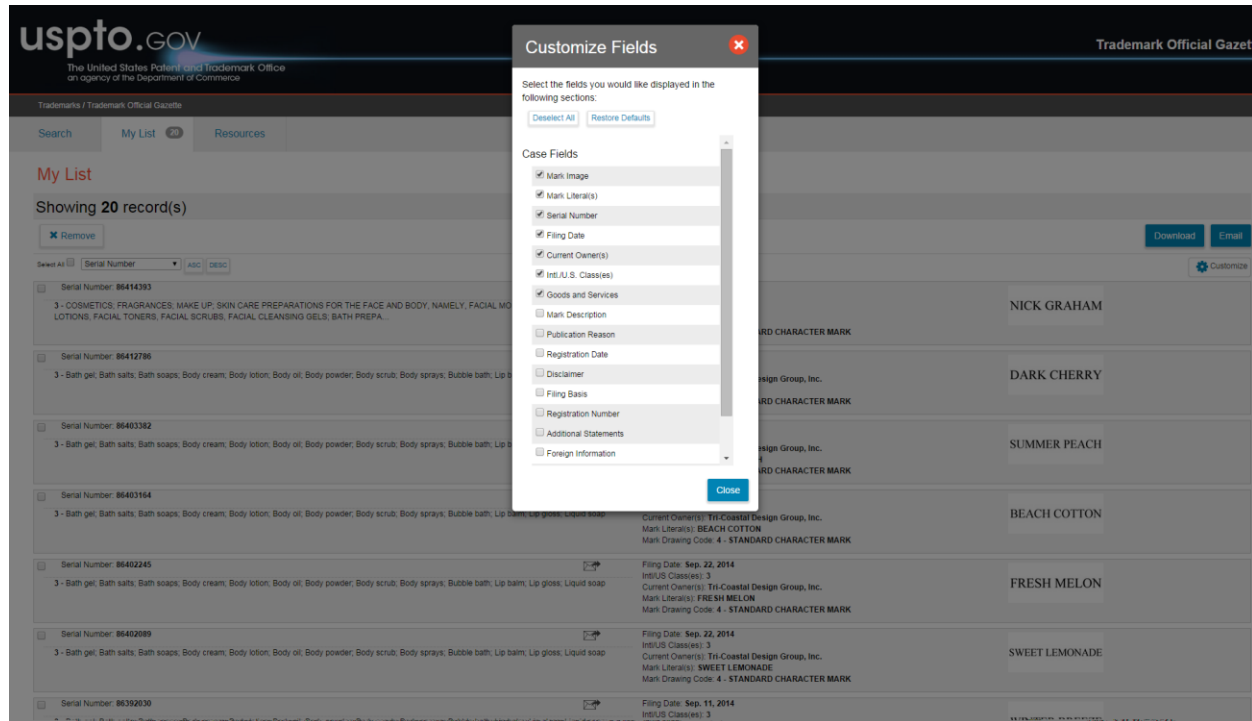 uspto.GOV
The United States Patent and Trademark Office
an agency of the Department of Commerce
Trademark Official Gazet
Trademarks / Trademark Official Gazette
Search My List 20 Resources
My List
Showing 20 record(s)
Remove
Download Email
Select All Serial Number ASC DESC
Customize
Customize Fields
Select the fields you would like displayed in the
following sections:
Deselect All Restore Defaults
Case Fields
Mark Image
Mark Literal(s)
Serial Number
Filing Date
Current Owner(s)
Intl./U.S. Class(es)
Goods and Services
Mark Description
Publication Reason
Registration Date
Disclaimer
Filing Basis
Registration Number
Additional Statements
Foreign Information
Close
Serial Number: 86414393
3 - COSMETICS; FRAGRANCES; MAKE UP; SKIN CARE PREPARATIONS FOR THE FACE AND BODY, NAMELY, FACIAL MO
LOTIONS, FACIAL TONERS, FACIAL SCRUBS, FACIAL CLEANSING GELS; BATH PREPA...
RD CHARACTER MARK
NICK GRAHAM
Serial Number: 86412786
3 - Bath gel; Bath salts; Bath soaps; Body cream; Body lotion; Body oil; Body powder; Body scrub; Body sprays; Bubble bath; Lip b
esign Group, Inc.
RD CHARACTER MARK
DARK CHERRY
Serial Number: 86403382
3 - Bath gel; Bath salts; Bath soaps; Body cream; Body lotion; Body oil; Body powder; Body scrub; Body sprays; Bubble bath; Lip b
esign Group, Inc.
H
RD CHARACTER MARK
SUMMER PEACH
Serial Number: 86403164
3 - Bath gel; Bath salts; Bath soaps; Body cream; Body lotion; Body oil; Body powder; Body scrub; Body sprays; Bubble bath; Lip balm; Lip gloss; Liquid soap
Current Owner(s): Tri-Coastal Design Group, Inc.
Mark Literal(s): BEACH COTTON
Mark Drawing Code: 4 - STANDARD CHARACTER MARK
BEACH COTTON
Serial Number: 86402245
3 - Bath gel; Bath salts; Bath soaps; Body cream; Body lotion; Body oil; Body powder; Body scrub; Body sprays; Bubble bath; Lip balm; Lip gloss; Liquid soap
Filing Date: Sep. 22, 2014
Intl/US Class(es): 3
Current Owner(s): Tri-Coastal Design Group, Inc.
Mark Literal(s): FRESH MELON
Mark Drawing Code: 4 - STANDARD CHARACTER MARK
FRESH MELON
Serial Number: 86402089
3 - Bath gel; Bath salts; Bath soaps; Body cream; Body lotion; Body oil; Body powder; Body scrub; Body sprays; Bubble bath; Lip balm; Lip gloss; Liquid soap
Filing Date: Sep. 22, 2014
Intl/US Class(es): 3
Current Owner(s): Tri-Coastal Design Group, Inc.
Mark Literal(s): SWEET LEMONADE
Mark Drawing Code: 4 - STANDARD CHARACTER MARK
SWEET LEMONADE
Serial Number: 86392030
Filing Date: Sep. 11, 2014
Intl/US Class(es): 3